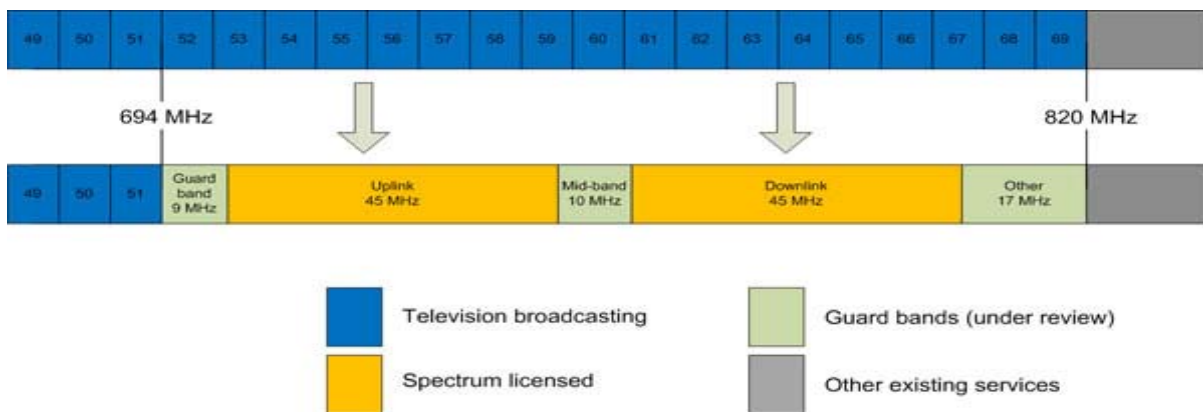 49 50 51 52 53 54 55 56 57 58 59 60 61 62 63 64 65 66 67 68 69
694 MHz 820 MHz
49 50 51 Guard band 9 MHz Uplink 45 MHz Mid-band 10 MHz Downlink 45 MHz Other 17 MHz
Television broadcasting
Guard bands (under review)
Spectrum licensed
Other existing services